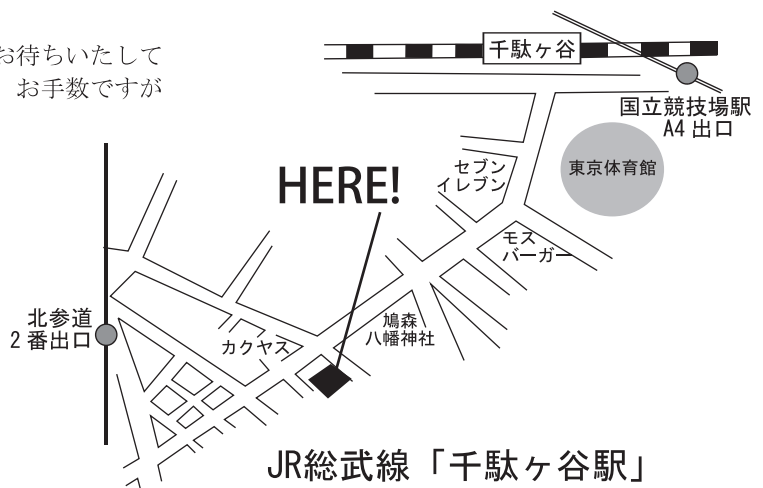 お待ちいたして
お手数ですが
千駄ヶ谷
国立競技場駅
A4 出口
東京体育館
セブン
イレブン
HERE!
モス
バーガー
北参道
2 番出口
カクヤス
鳩森
八幡神社
JR総武線「千駄ヶ谷駅」